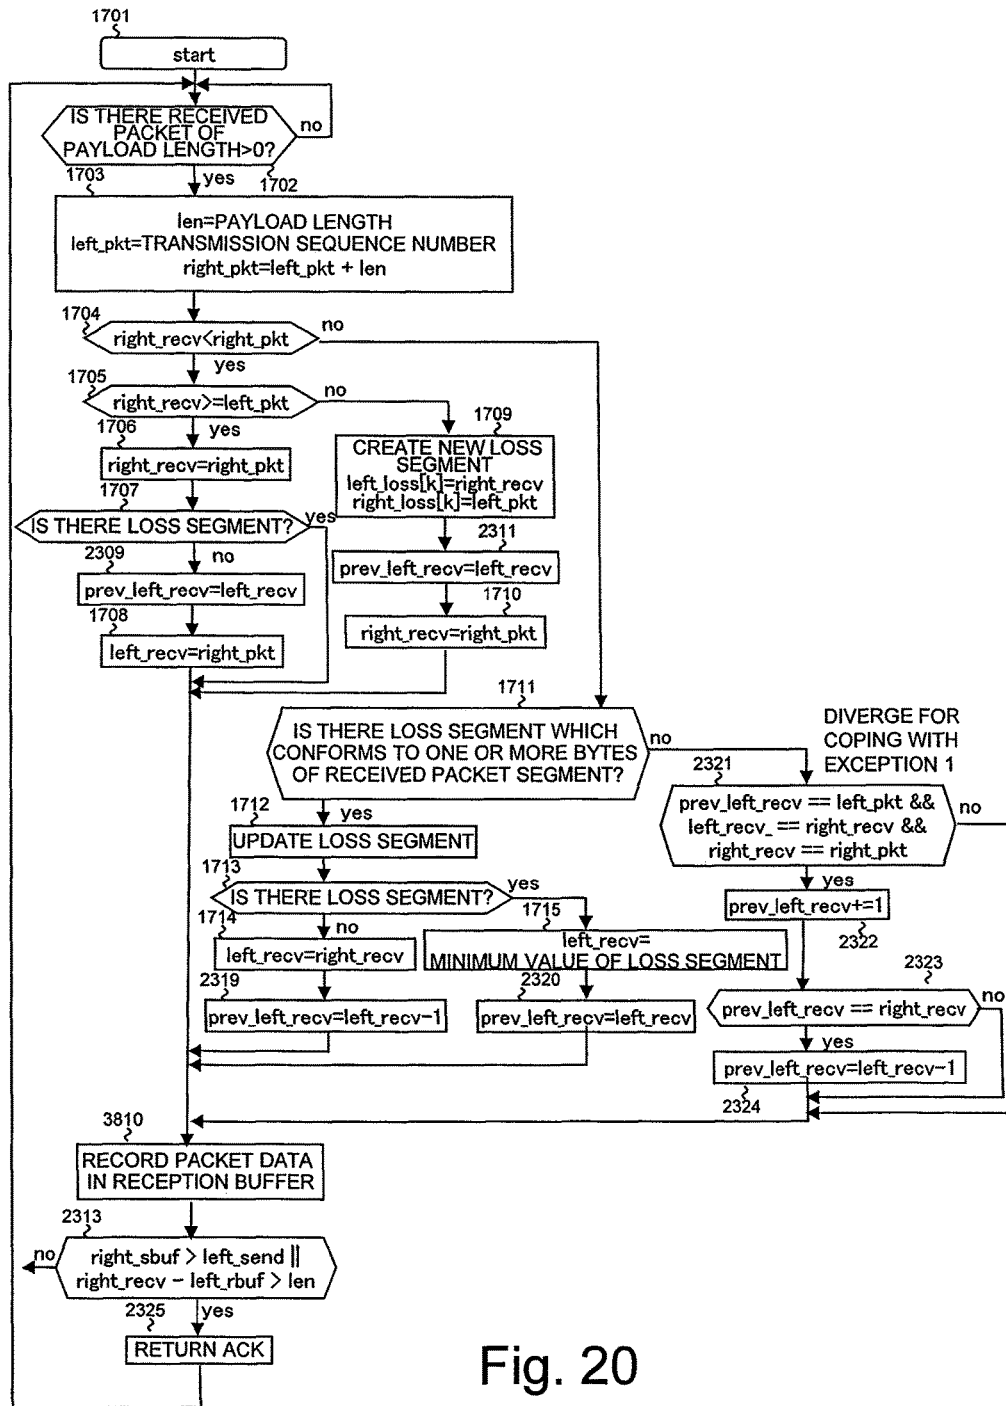 1701
start
IS THERE RECEIVED
PACKET OF
PAYLOAD LENGTH>0?
no
1703
yes
1702
len=PAYLOAD LENGTH
left_pkt=TRANSMISSION SEQUENCE NUMBER
right_pkt=left_pkt + len
1704
right_recv<right_pkt
no
yes
1705
right_recv>=left_pkt
no
1706
yes
right_recv=right_pkt
1709
CREATE NEW LOSS
SEGMENT
left_loss[k]=right_recv
right_loss[k]=left_pkt
1707
IS THERE LOSS SEGMENT?
yes
no
2309
prev_left_recv=left_recv
2311
prev_left_recv=left_recv
1708
left_recv=right_pkt
1710
right_recv=right_pkt
1711
IS THERE LOSS SEGMENT WHICH
CONFORMS TO ONE OR MORE BYTES
OF RECEIVED PACKET SEGMENT?
no
DIVERGE FOR
COPING WITH
EXCEPTION 1
2321
prev_left_recv == left_pkt &&
left_recv_ == right_recv &&
right_recv == right_pkt
no
yes
1712
yes
UPDATE LOSS SEGMENT
1713
IS THERE LOSS SEGMENT?
yes
prev_left_recv+=1
2322
1714
no
left_recv=right_recv
1715
left_recv=
MINIMUM VALUE OF LOSS SEGMENT
2323
prev_left_recv == right_recv
no
2319
prev_left_recv=left_recv-1
2320
prev_left_recv=left_recv
yes
prev_left_recv=left_recv-1
2324
3810
RECORD PACKET DATA
IN RECEPTION BUFFER
2313
no
right_sbuf > left_send ||
right_recv - left_rbuf > len
2325
yes
RETURN ACK
Fig. 20